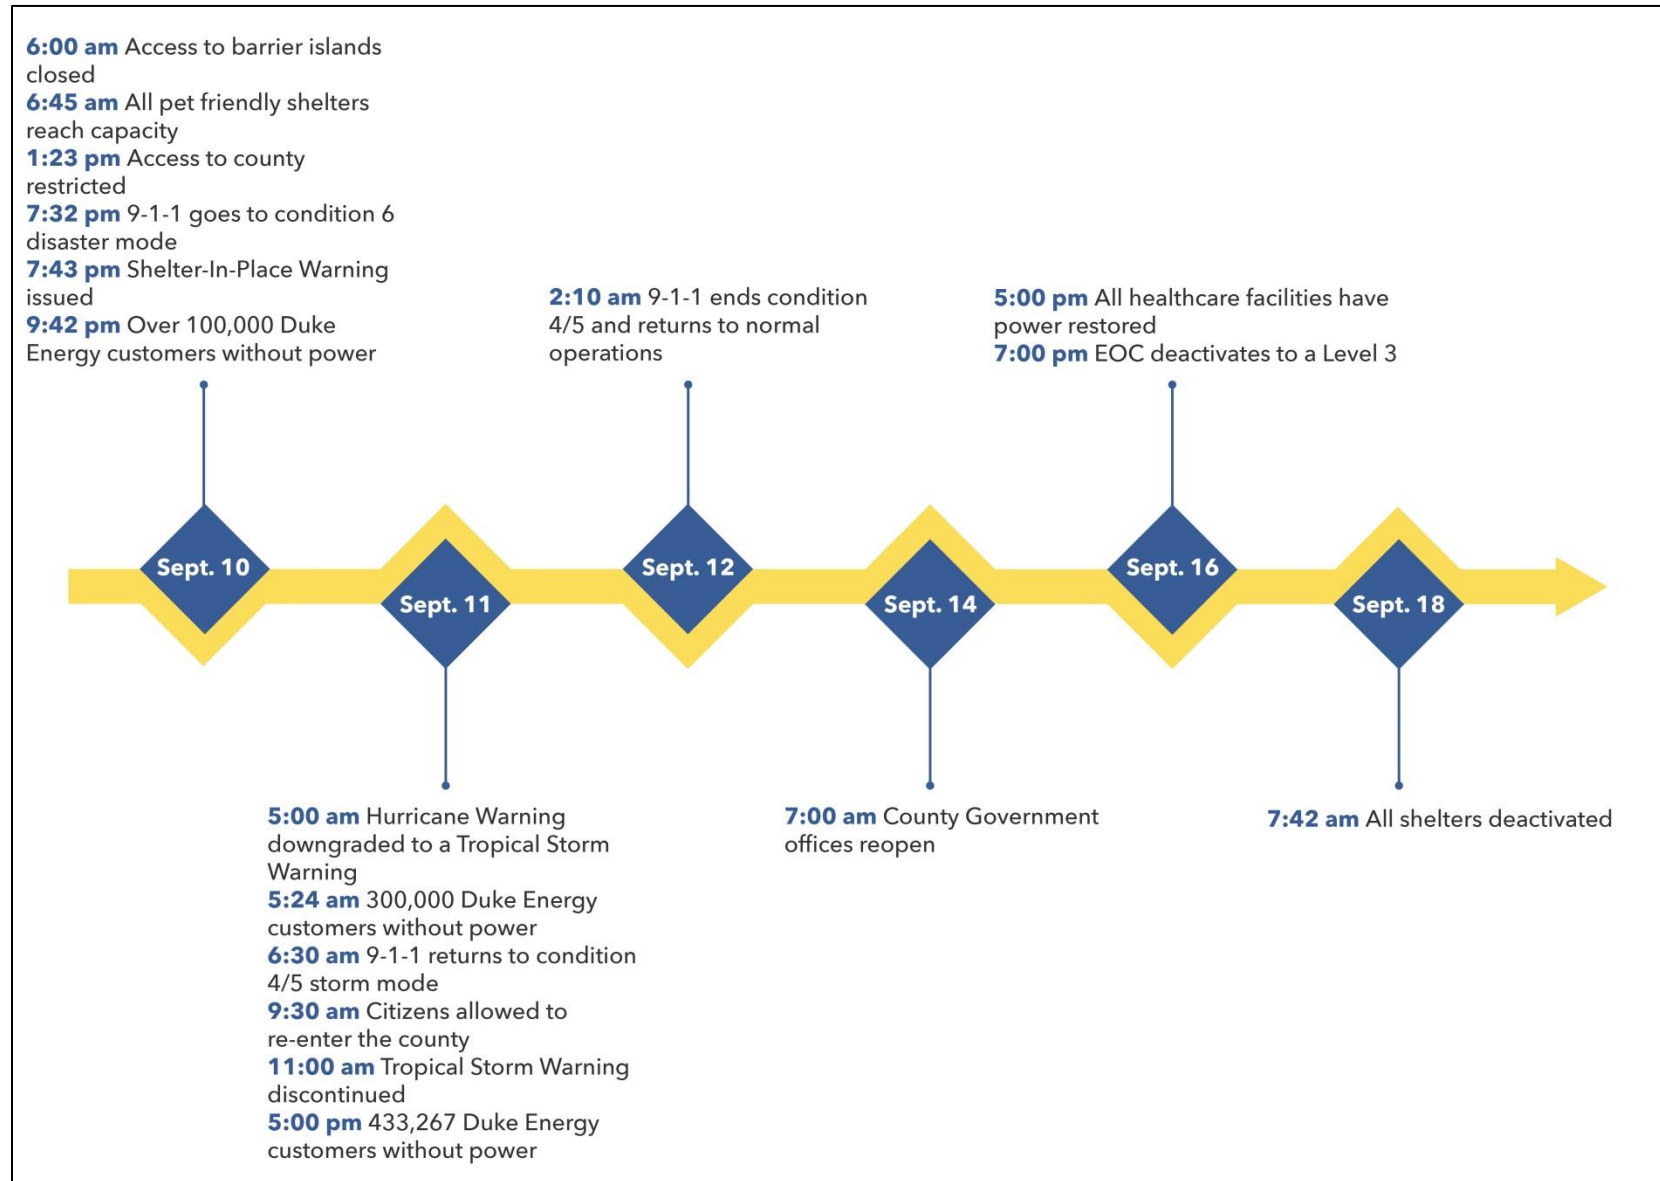 6:00 am Access to barrier islands
closed
6:45 am All pet friendly shelters
reach capacity
1:23 pm Access to county
restricted
7:32 pm 9-1-1 goes to condition 6
disaster mode
7:43 pm Shelter-In-Place Warning
issued
9:42 pm Over 100,000 Duke
Energy customers without power
2:10 am 9-1-1 ends condition
4/5 and returns to normal
operations
5:00 pm All healthcare facilities have
power restored
7:00 pm EOC deactivates to a Level 3
Sept. 10
Sept. 11
Sept. 12
Sept. 14
Sept. 16
Sept. 18
5:00 am Hurricane Warning
downgraded to a Tropical Storm
Warning
5:24 am 300,000 Duke Energy
customers without power
6:30 am 9-1-1 returns to condition
4/5 storm mode
9:30 am Citizens allowed to
re-enter the county
11:00 am Tropical Storm Warning
discontinued
5:00 pm 433,267 Duke Energy
customers without power
7:00 am County Government
offices reopen
7:42 am All shelters deactivated